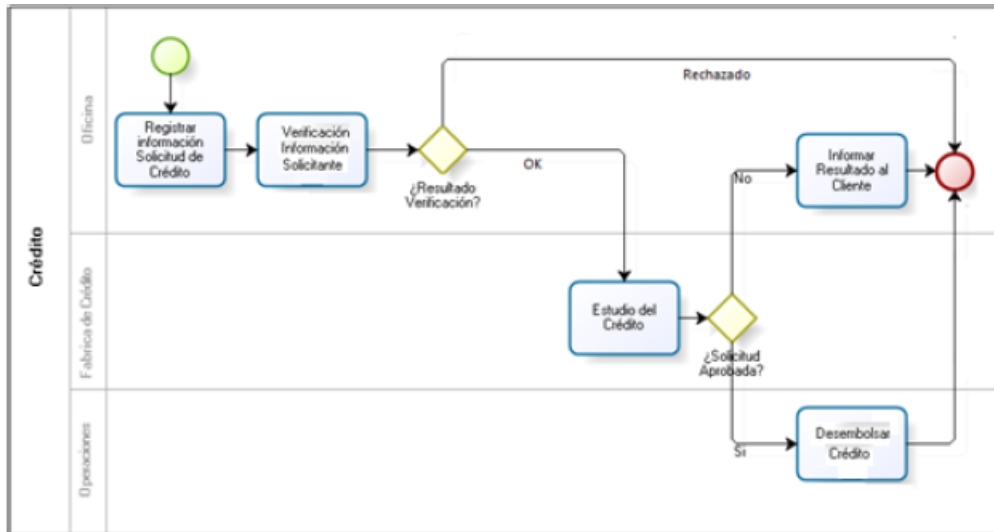 Crédito
Oficina
Registrar
información
Solicitud de
Crédito
Verificación
Información
Solicitante
¿Resultado
Verificación?
Rechazado
OK
No
Informar
Resultado al
Cliente
Fabrica de Crédito
Estudio del
Crédito
¿Solicitud
Aprobada?
Operaciones
Si
Desembolsar
Crédito